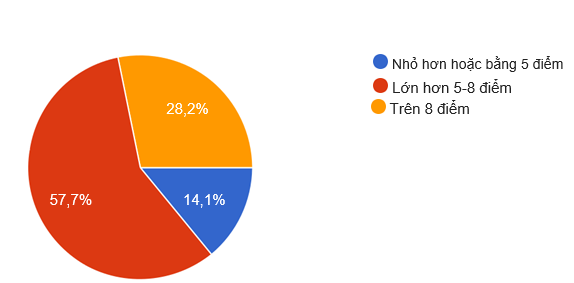 Nhỏ hơn hoặc bằng 5 điểm
Lớn hơn 5-8 điểm
Trên 8 điểm
28,2%
57,7%
14,1%